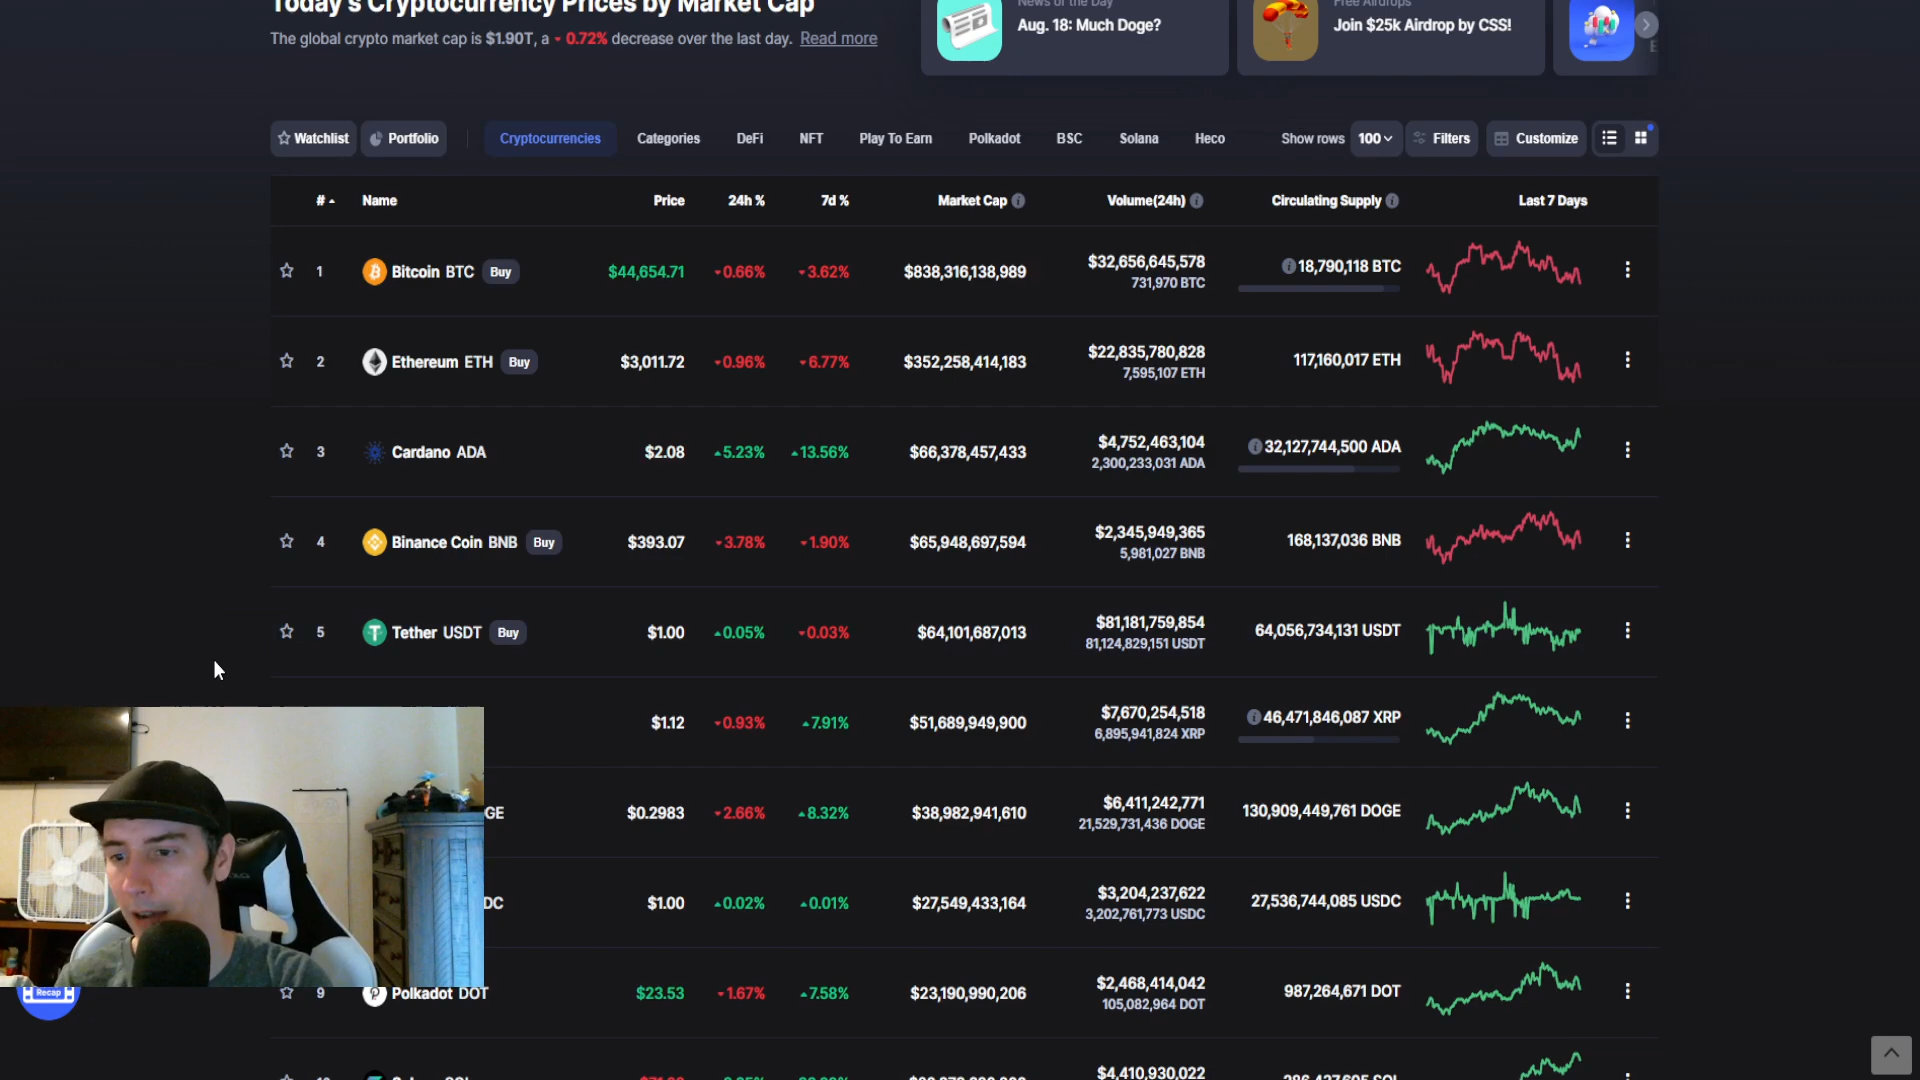 Today's Cryptocurrency Prices by Market Cap
The global crypto market cap is $1.90T, a 0.72% decrease over the last day. Read more
News of the Day
Aug. 18: Much Doge?
Free Airdrops
Join $25k Airdrop by CSS!
Watchlist Portfolio Cryptocurrencies Categories DeFi NFT Play To Earn Polkadot BSC Solana Heco Show rows 100 Filters Customize
# Name Price 24h % 7d % Market Cap Volume(24h) Circulating Supply Last 7 Days
1 Bitcoin BTC Buy $44,654.71 0.66% 3.62% $838,316,138,989 $32,656,645,578 18,790,118 BTC
731,970 BTC
2 Ethereum ETH Buy $3,011.72 0.96% 6.77% $352,258,414,183 $22,835,780,828 117,160,017 ETH
7,595,107 ETH
3 Cardano ADA $2.08 5.23% 13.56% $66,378,457,433 $4,752,463,104 32,127,744,500 ADA
2,300,233,031 ADA
4 Binance Coin BNB Buy $393.07 3.78% 1.90% $65,948,697,594 $2,345,949,365 168,137,036 BNB
5,981,027 BNB
5 Tether USDT Buy $1.00 0.05% 0.03% $64,101,687,013 $81,181,759,854 64,056,734,131 USDT
81,124,829,151 USDT
$1.12 0.93% 7.91% $51,689,949,900 $7,670,254,518 46,471,846,087 XRP
6,895,941,824 XRP
GE $0.2983 2.66% 8.32% $38,982,941,610 $6,411,242,771 130,909,449,761 DOGE
21,529,731,436 DOGE
DC $1.00 0.02% 0.01% $27,549,433,164 $3,204,237,622 27,536,744,085 USDC
3,202,761,773 USDC
Recap
9 Polkadot DOT $23.53 1.67% 7.58% $23,190,990,206 $2,468,414,042 987,264,671 DOT
105,082,964 DOT
$4,410,930,022